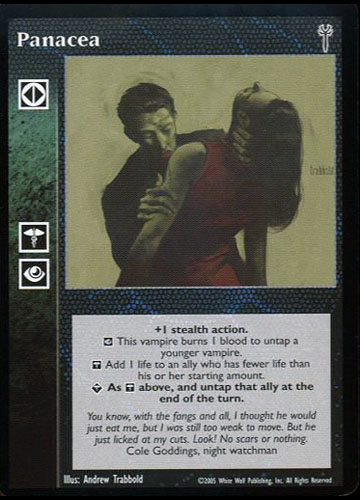 Panacea
+1 stealth action.
This vampire burns 1 blood to untap a
younger vampire.
Add 1 life to an ally who has fewer life than
his or her starting amount.
As above, and untap that ally at the
end of the turn.
You know, with the fangs and all, I thought he would
just eat me, but I was still too weak to move. But he
just licked at my cuts. Look! No scars or nothing.
Cole Goddings, night watchman
Illus: Andrew Trabbold
©2005 White Wolf Publishing, Inc. All Rights Reserved